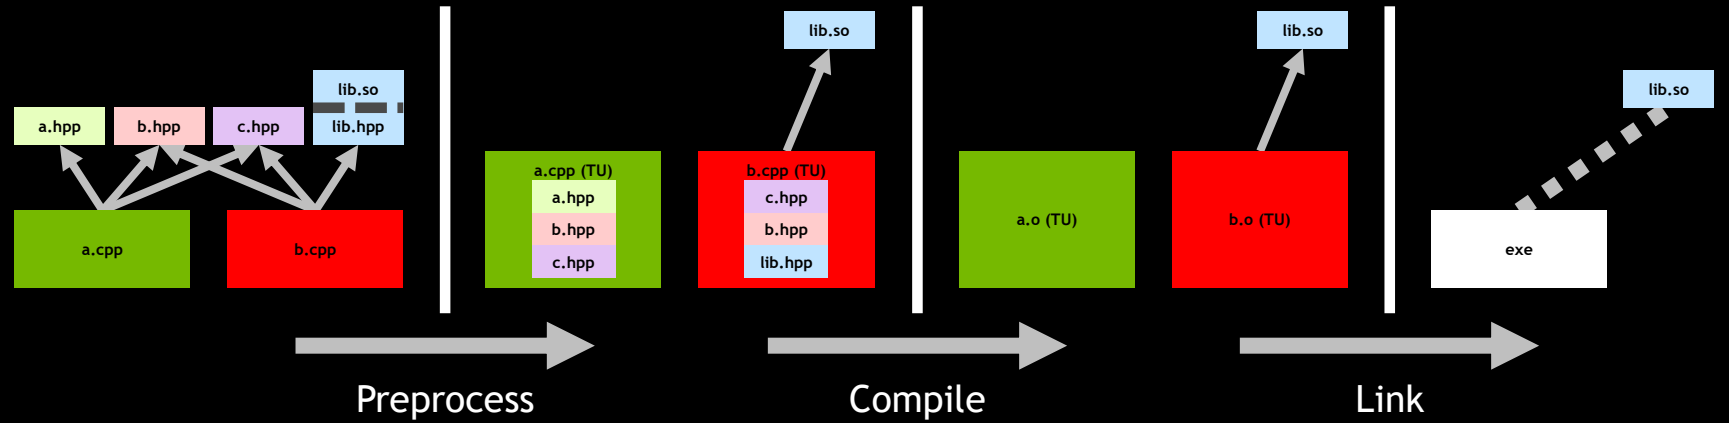 lib.so
a.hpp
b.hpp
c.hpp
lib.hpp
a.cpp
b.cpp
lib.so
a.cpp (TU)
a.hpp
b.hpp
c.hpp
b.cpp (TU)
c.hpp
b.hpp
lib.hpp
lib.so
a.o (TU)
b.o (TU)
lib.so
exe
Preprocess
Compile
Link